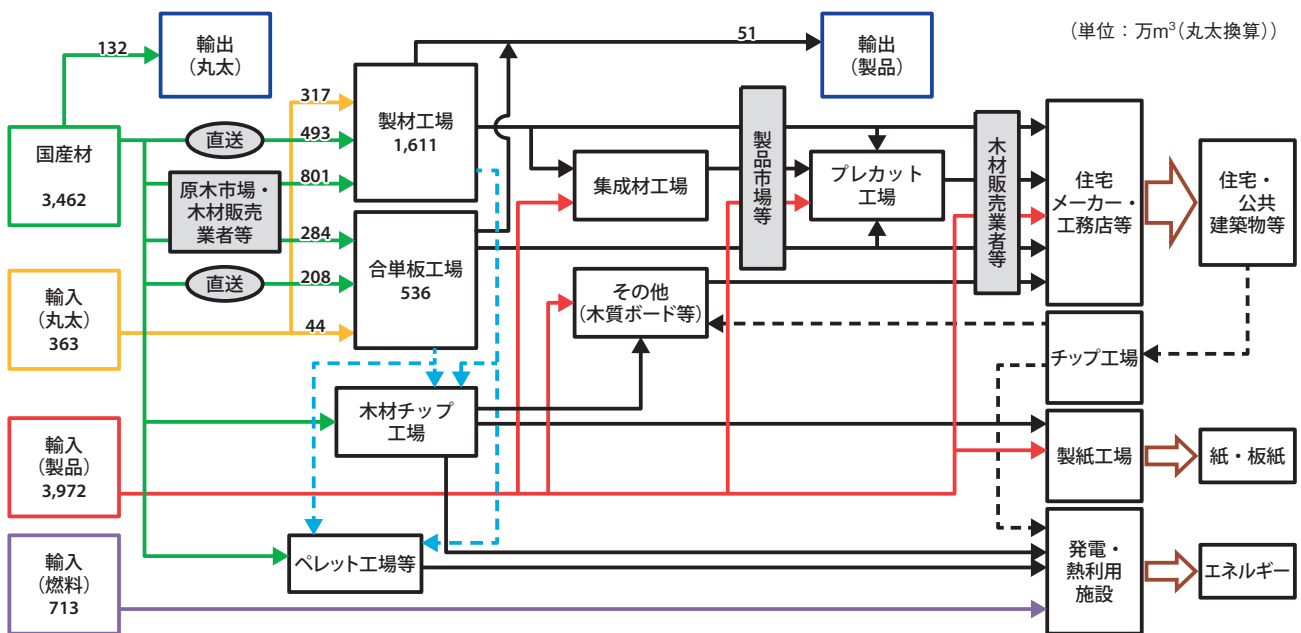 （単位：万m³(丸太換算)）
132
輸出
（丸太）
51
輸出
（製品）
国産材
3,462
直送
原木市場・
木材販売
業者等
直送
317
493
801
284
208
44
製材工場
1,611
合単板工場
536
集成材工場
製品市場等
プレカット
工場
木材販売業者等
住宅
メーカー・
工務店等
住宅・
公共
建築物等
輸入
（丸太）
363
その他
（木質ボード等）
チップ工場
木材チップ
工場
輸入
（製品）
3,972
製紙工場
紙・板紙
輸入
（燃料）
713
ペレット工場等
発電・
熱利用
施設
エネルギー